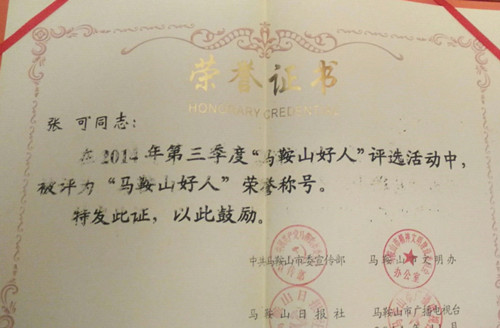 荣誉证书
HONORARY CREDENTIAL
张可同志：
在2014年第三季度“马鞍山好人”评选活动中，
被评为“马鞍山好人”荣誉称号。
特发此证，以此鼓励。
中共马鞍山市委宣传部 马鞍山市文明办
办公室
马鞍山日报社 马鞍山市广播电视台